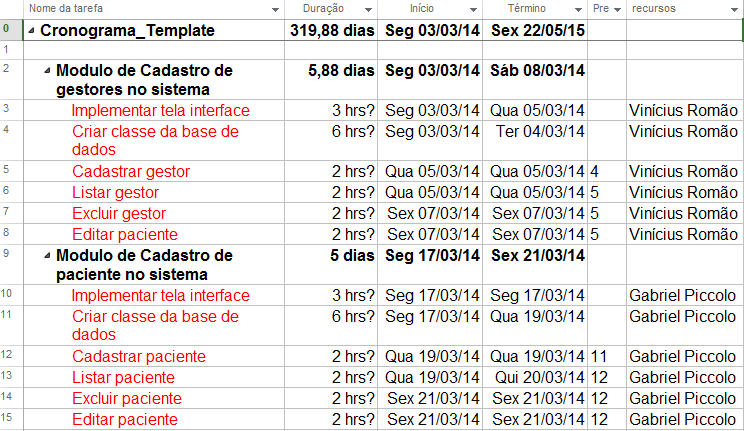 Nome da tarefa Duração Início Término Pre recursos
0 Cronograma_Template 319,88 dias Seg 03/03/14 Sex 22/05/15
1
2 Modulo de Cadastro de 5,88 dias Seg 03/03/14 Sáb 08/03/14
gestores no sistema
3 Implementar tela interface 3 hrs? Seg 03/03/14 Qua 05/03/14 Vinícius Romão
4 Criar classe da base de 6 hrs? Seg 03/03/14 Ter 04/03/14 Vinícius Romão
dados
5 Cadastrar gestor 2 hrs? Qua 05/03/14 Qua 05/03/14 4 Vinícius Romão
6 Listar gestor 2 hrs? Qua 05/03/14 Qua 05/03/14 5 Vinícius Romão
7 Excluir gestor 2 hrs? Sex 07/03/14 Sex 07/03/14 5 Vinícius Romão
8 Editar paciente 2 hrs? Sex 07/03/14 Sex 07/03/14 5 Vinícius Romão
9 Modulo de Cadastro de 5 dias Seg 17/03/14 Sex 21/03/14
paciente no sistema
10 Implementar tela interface 3 hrs? Seg 17/03/14 Seg 17/03/14 Gabriel Piccolo
11 Criar classe da base de 6 hrs? Seg 17/03/14 Qua 19/03/14 Gabriel Piccolo
dados
12 Cadastrar paciente 2 hrs? Qua 19/03/14 Qua 19/03/14 11 Gabriel Piccolo
13 Listar paciente 2 hrs? Qua 19/03/14 Qui 20/03/14 12 Gabriel Piccolo
14 Excluir paciente 2 hrs? Sex 21/03/14 Sex 21/03/14 12 Gabriel Piccolo
15 Editar paciente 2 hrs? Sex 21/03/14 Sex 21/03/14 12 Gabriel Piccolo